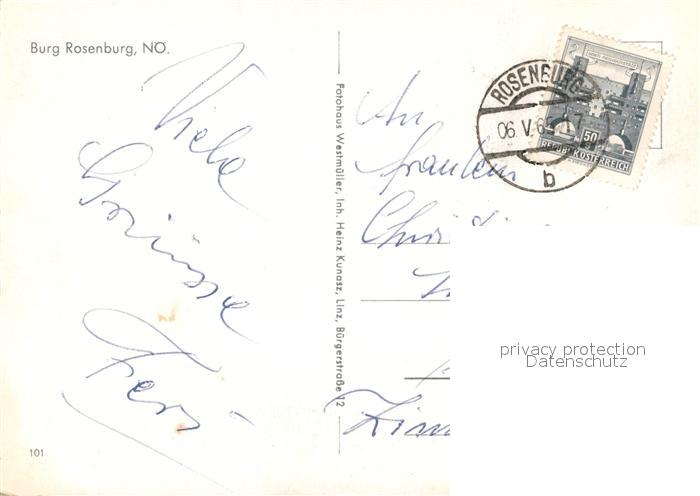 Burg Rosenburg, NÖ.
Viele
Grüsse
101
Fotohaus Westmüller, Inh. Heinz Kunasz, Linz, Bürgerstraße 12
An
Fräulein
ROSENBURG
06. V. 6
17
b
50
REPUBLIK ÖSTERREICH
privacy protection
Datenschutz